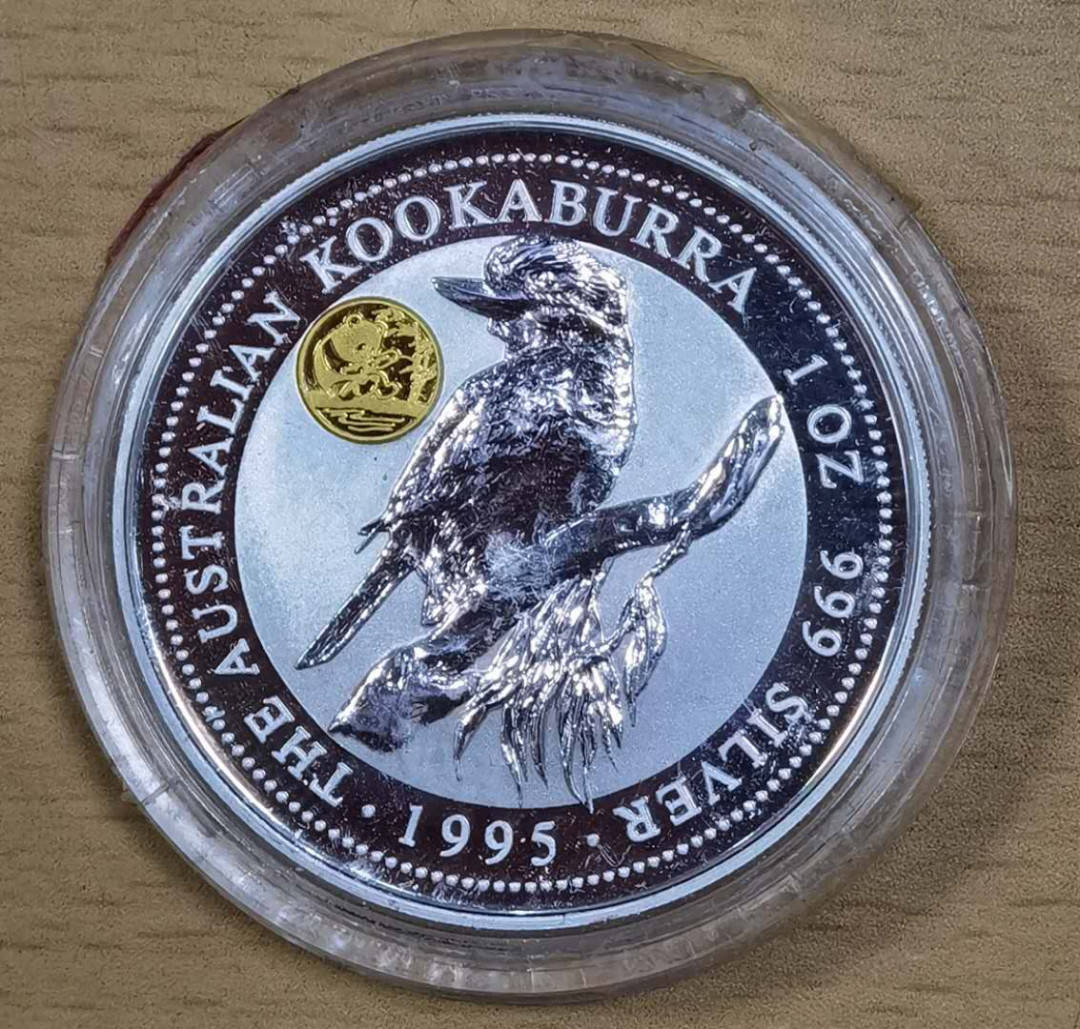 THE AUSTRALIAN KOOKABURRA 1 OZ 999 SILVER
· 1995 ·